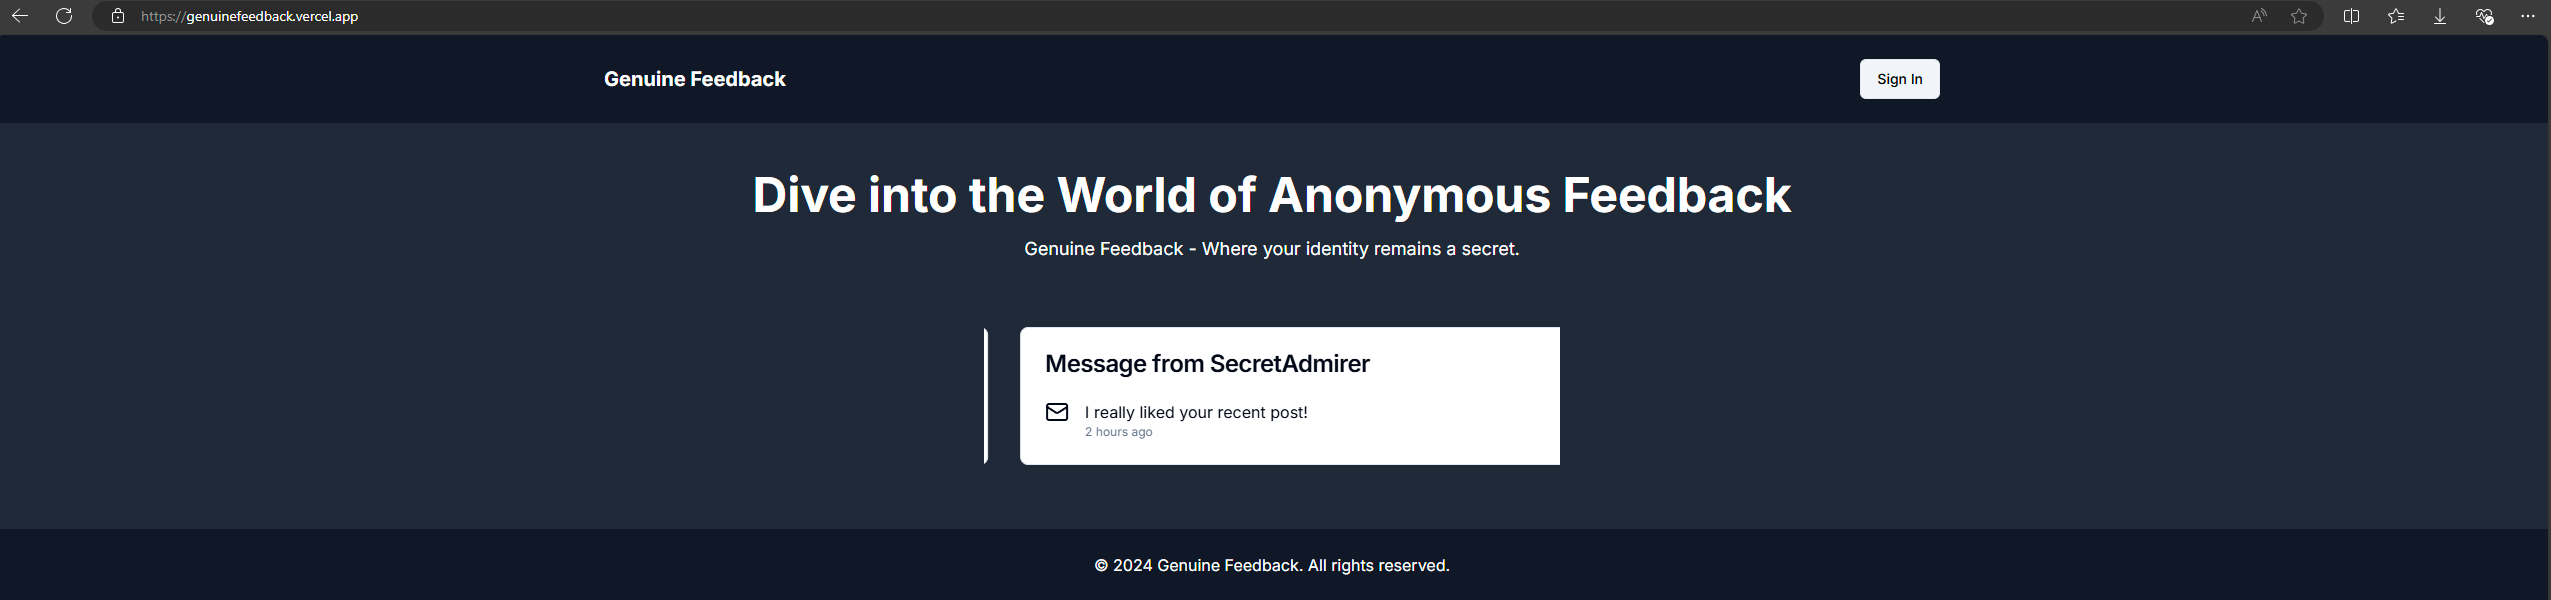 https://genuinefeedback.vercel.app
Genuine Feedback
Sign In
Dive into the World of Anonymous Feedback
Genuine Feedback - Where your identity remains a secret.
Message from SecretAdmirer
I really liked your recent post!
2 hours ago
© 2024 Genuine Feedback. All rights reserved.